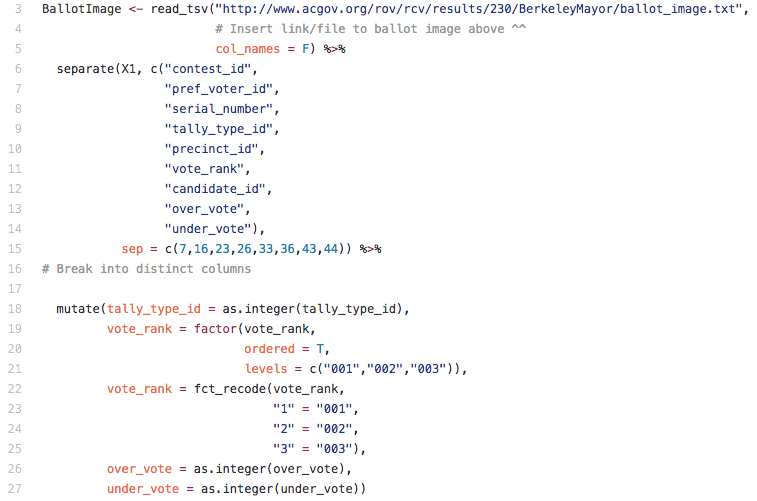 3 BallotImage <- read_tsv("http://www.acgov.org/rov/rcv/results/230/BerkeleyMayor/ballot_image.txt",
4 # Insert link/file to ballot image above ^^
5 col_names = F) %>%
6 separate(X1, c("contest_id",
7 "pref_voter_id",
8 "serial_number",
9 "tally_type_id",
10 "precinct_id",
11 "vote_rank",
12 "candidate_id",
13 "over_vote",
14 "under_vote"),
15 sep = c(7,16,23,26,33,36,43,44)) %>%
16 # Break into distinct columns
17
18 mutate(tally_type_id = as.integer(tally_type_id),
19 vote_rank = factor(vote_rank,
20 ordered = T,
21 levels = c("001","002","003")),
22 vote_rank = fct_recode(vote_rank,
23 "1" = "001",
24 "2" = "002",
25 "3" = "003"),
26 over_vote = as.integer(over_vote),
27 under_vote = as.integer(under_vote))